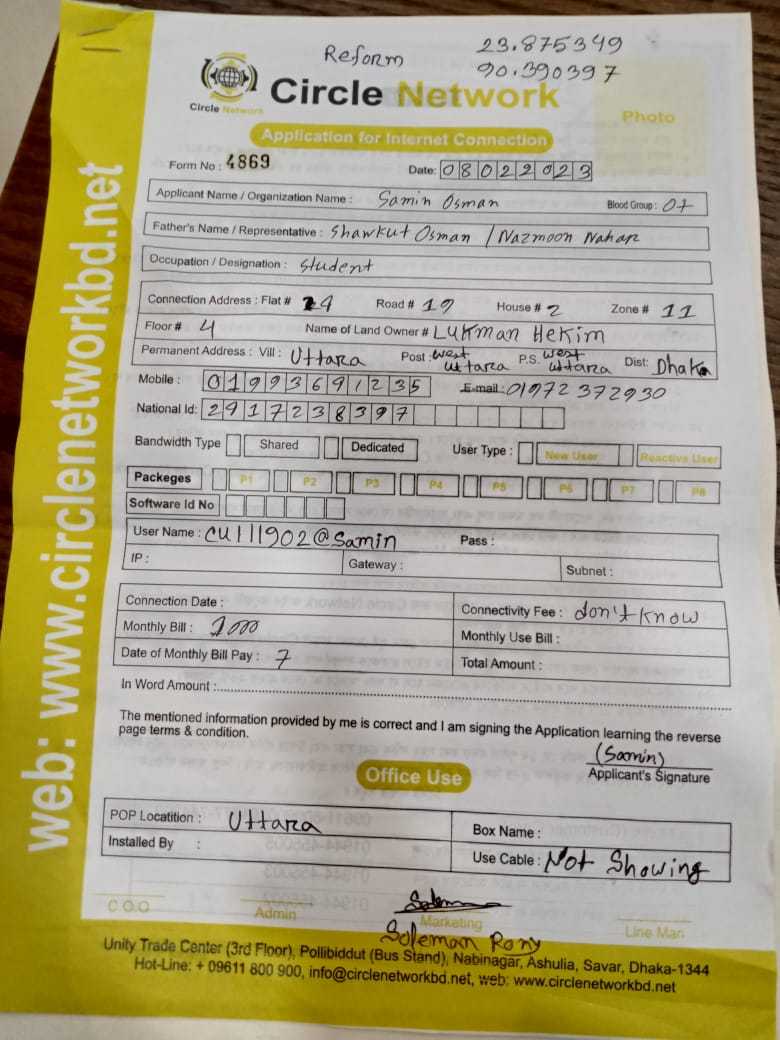 Reform
23.875349
90.390397
Circle Network
Circle Network
Photo
Application for Internet Connection
Form No : 4869 Date: 08022023
Applicant Name / Organization Name : Samin Osman Blood Group : O+
Father's Name / Representative : Shawkut Osman / Nazmoon Nahar
Occupation / Designation : Student
Connection Address : Flat # 4 Road # 19 House # 2 Zone # 11
Floor # 4 Name of Land Owner # Lukman Hekim
Permanent Address : Vill : Uttara Post : West Uttara P.S. West Uttara Dist: Dhaka
Mobile : 01993691235 E-mail : 01972 372930
National Id: 2917238397
Bandwidth Type Shared Dedicated User Type : New User Reactive User
Packeges P1 P2 P3 P4 P5 P6 P7 P8
Software Id No
User Name : CU111902@Samin Pass :
IP : Gateway : Subnet :
Connection Date : Connectivity Fee : don't know
Monthly Bill : 1000 Monthly Use Bill :
Date of Monthly Bill Pay : 7 Total Amount :
In Word Amount :
The mentioned information provided by me is correct and I am signing the Application learning the reverse
page terms & condition.
(Samin)
Applicant's Signature
Office Use
POP Locatition : Uttara Box Name :
Installed By : Use Cable : Not Showing
C.O.O Admin Marketing Line Man
Soleman Rony
Unity Trade Center (3rd Floor), Pollibiddut (Bus Stand), Nabinagar, Ashulia, Savar, Dhaka-1344
Hot-Line: + 09611 800 900, info@circlenetworkbd.net, web: www.circlenetworkbd.net
web: www.circlenetworkbd.net